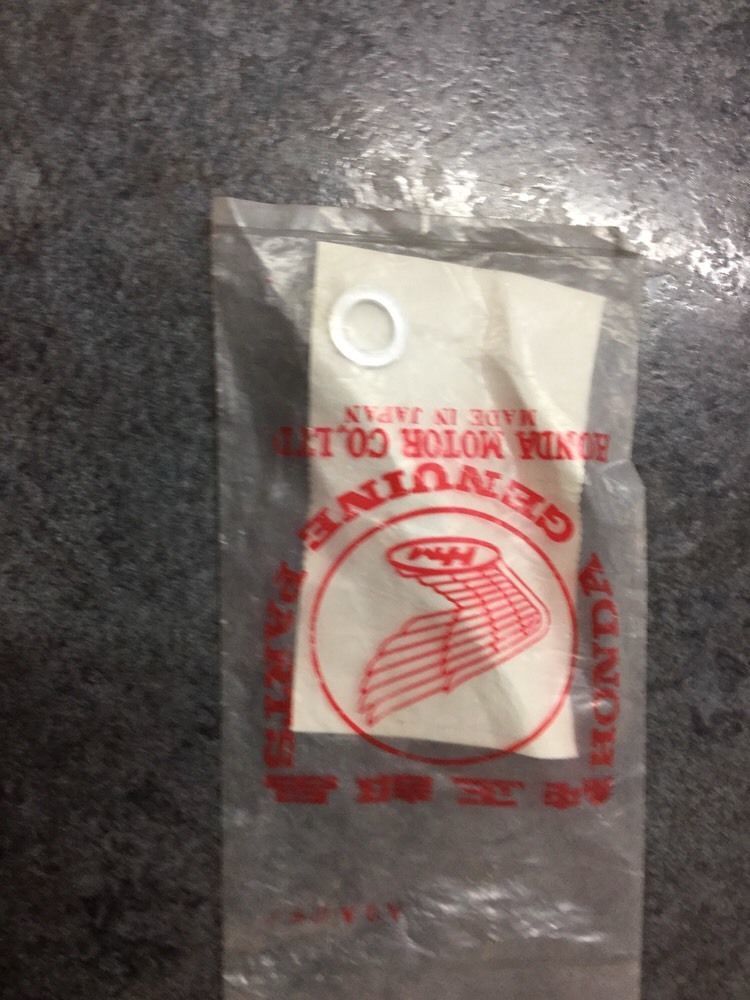 純正部品
HONDA GENUINE PARTS
HM
HONDA MOTOR CO.,LTD
MADE IN JAPAN